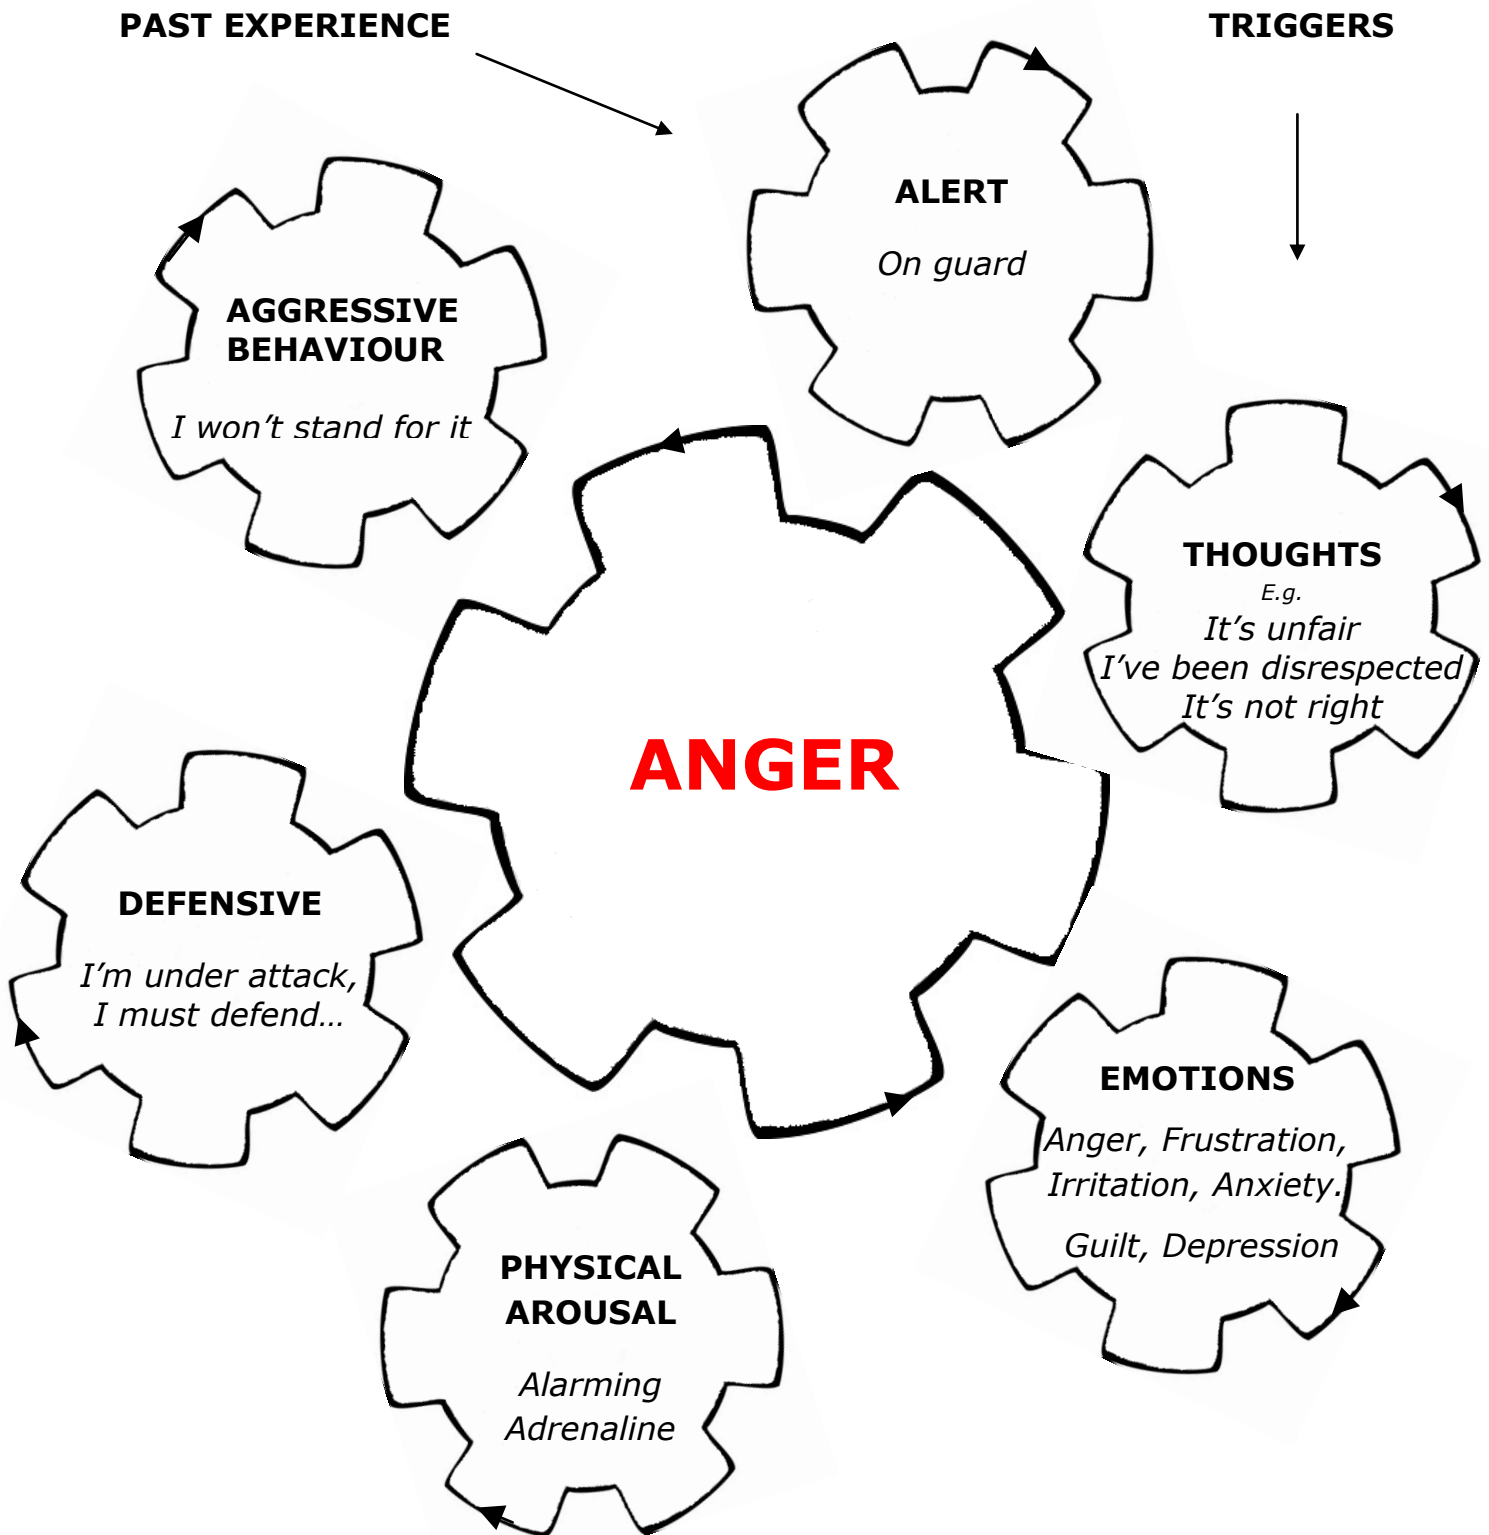 PAST EXPERIENCE
TRIGGERS
ALERT
On guard
AGGRESSIVE
BEHAVIOUR
I won’t stand for it
THOUGHTS
E.g.
It’s unfair
I’ve been disrespected
It’s not right
ANGER
DEFENSIVE
I’m under attack,
I must defend…
EMOTIONS
Anger, Frustration,
Irritation, Anxiety.
Guilt, Depression
PHYSICAL
AROUSAL
Alarming
Adrenaline